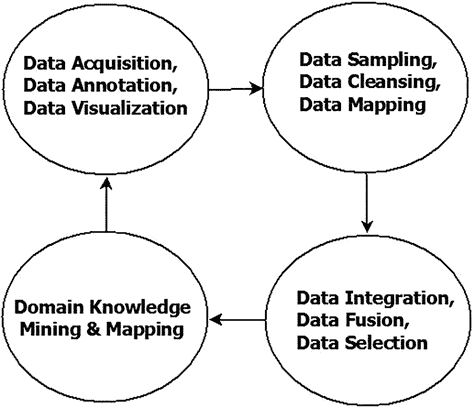 Data Acquisition,
Data Annotation,
Data Visualization
Data Sampling,
Data Cleansing,
Data Mapping
Data Integration,
Data Fusion,
Data Selection
Domain Knowledge
Mining & Mapping